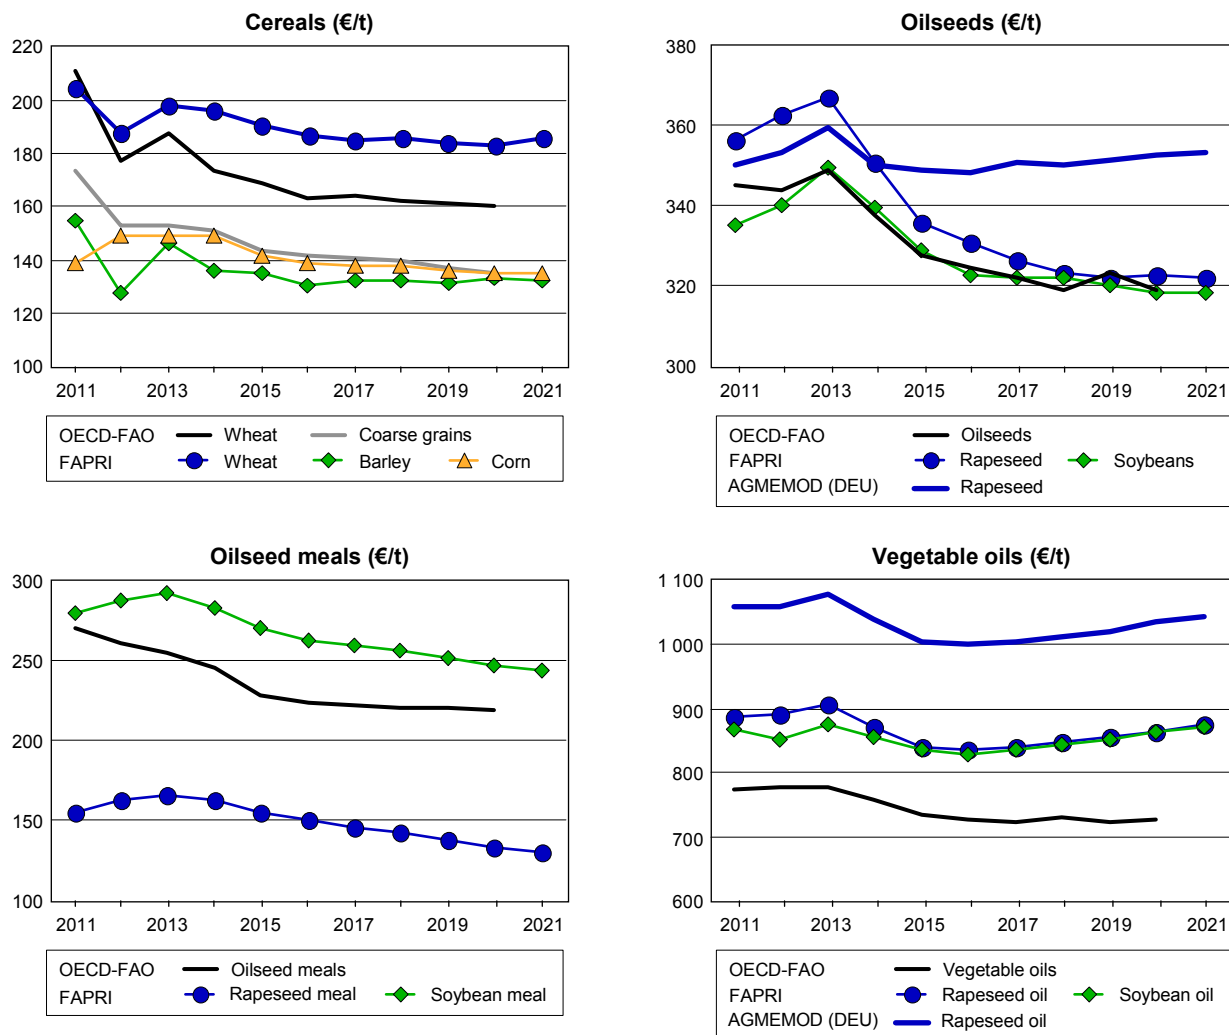 Cereals (€/t)
220
200
180
160
140
120
100
2011 2013 2015 2017 2019 2021
OECD-FAO Wheat Coarse grains
FAPRI Wheat Barley Corn
Oilseeds (€/t)
380
360
340
320
300
2011 2013 2015 2017 2019 2021
OECD-FAO Oilseeds
FAPRI Rapeseed Soybeans
AGMEMOD (DEU) Rapeseed
Oilseed meals (€/t)
300
250
200
150
100
2011 2013 2015 2017 2019 2021
OECD-FAO Oilseed meals
FAPRI Rapeseed meal Soybean meal
Vegetable oils (€/t)
1 100
1 000
900
800
700
600
2011 2013 2015 2017 2019 2021
OECD-FAO Vegetable oils
FAPRI Rapeseed oil Soybean oil
AGMEMOD (DEU) Rapeseed oil